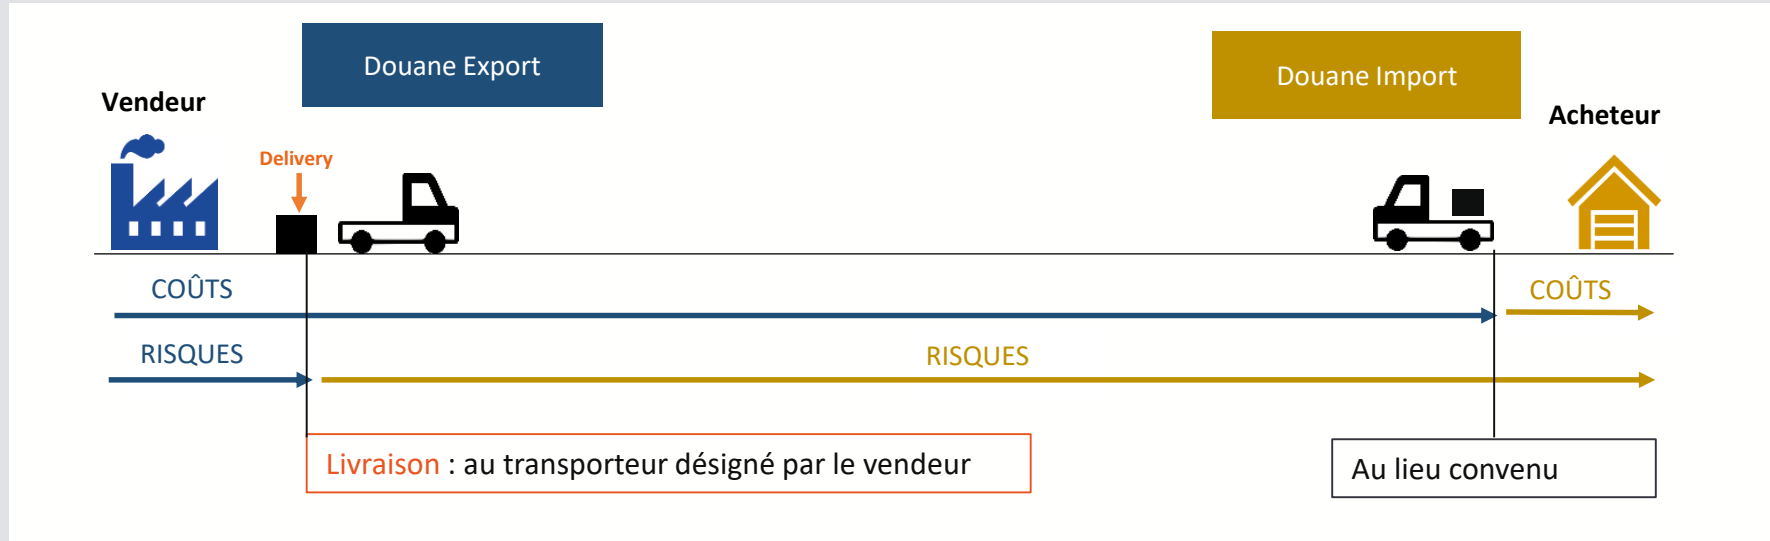 Douane Export
Douane Import
Vendeur
Acheteur
Delivery
COÛTS
COÛTS
RISQUES
RISQUES
Livraison : au transporteur désigné par le vendeur
Au lieu convenu